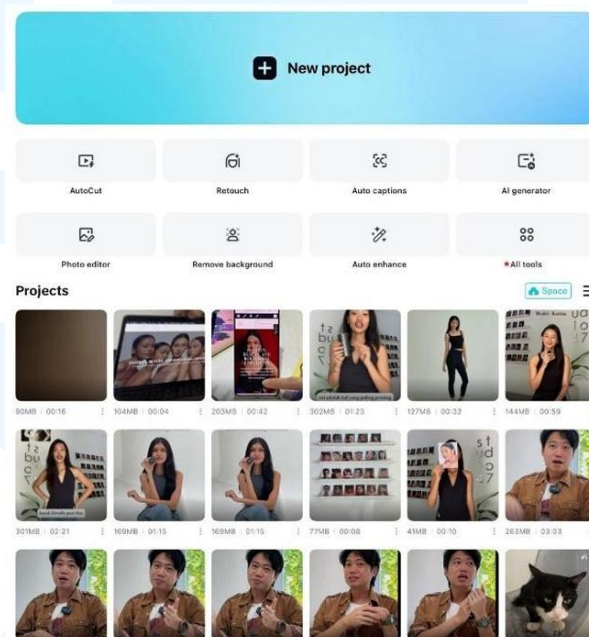 New project
AutoCut
Retouch
Auto captions
AI generator
Photo editor
Remove background
Auto enhance
All tools
Projects
Space
90MB | 00:16
104MB | 00:04
203MB | 00:42
302MB | 01:23
127MB | 00:32
144MB | 00:59
301MB | 02:21
169MB | 01:15
169MB | 01:15
77MB | 00:08
41MB | 00:10
263MB | 03:03